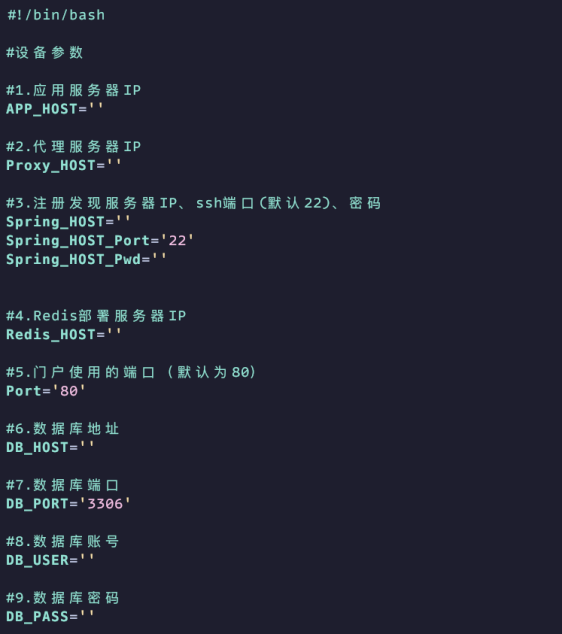 #!/bin/bash
#设备参数
#1.应用服务器IP
APP_HOST=''
#2.代理服务器IP
Proxy_HOST=''
#3.注册发现服务器IP、ssh端口(默认22)、密码
Spring_HOST=''
Spring_HOST_Port='22'
Spring_HOST_Pwd=''
#4.Redis部署服务器IP
Redis_HOST=''
#5.门户使用的端口（默认为80）
Port='80'
#6.数据库地址
DB_HOST=''
#7.数据库端口
DB_PORT='3306'
#8.数据库账号
DB_USER=''
#9.数据库密码
DB_PASS=''